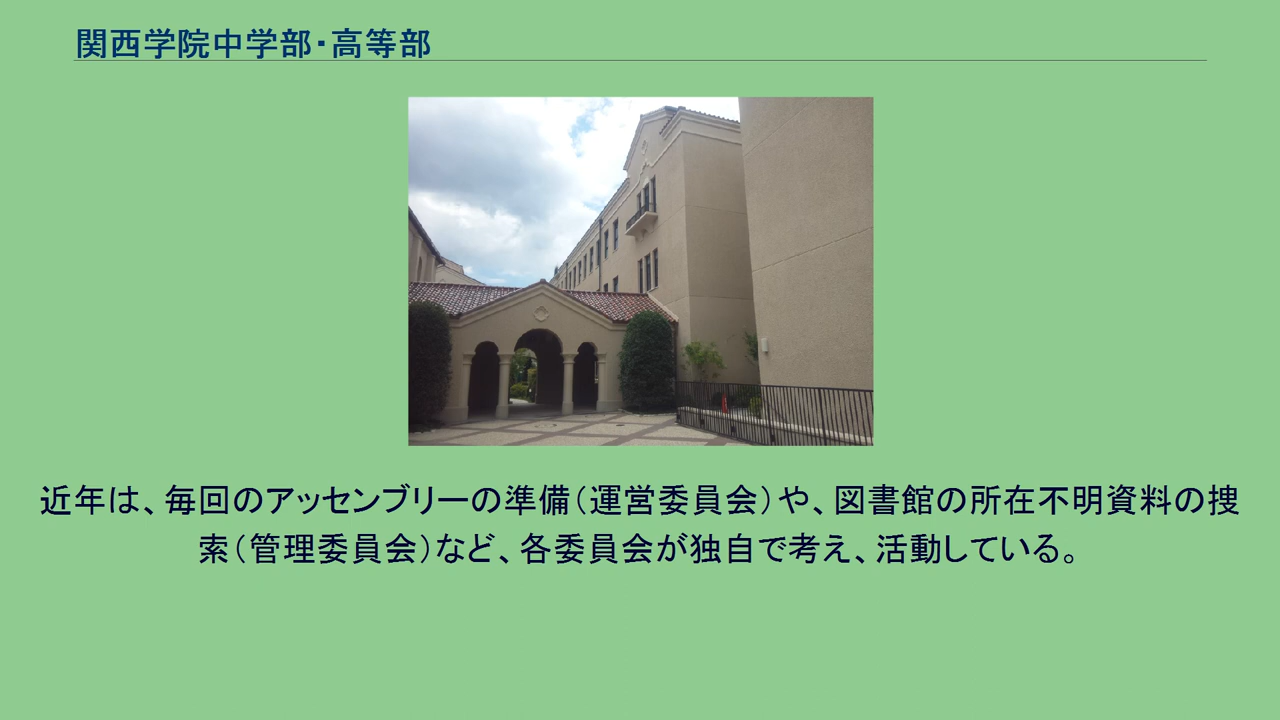 関西学院中学部・高等部
近年は、毎回のアッセンブリーの準備（運営委員会）や、図書館の所在不明資料の捜
索（管理委員会）など、各委員会が独自で考え、活動している。